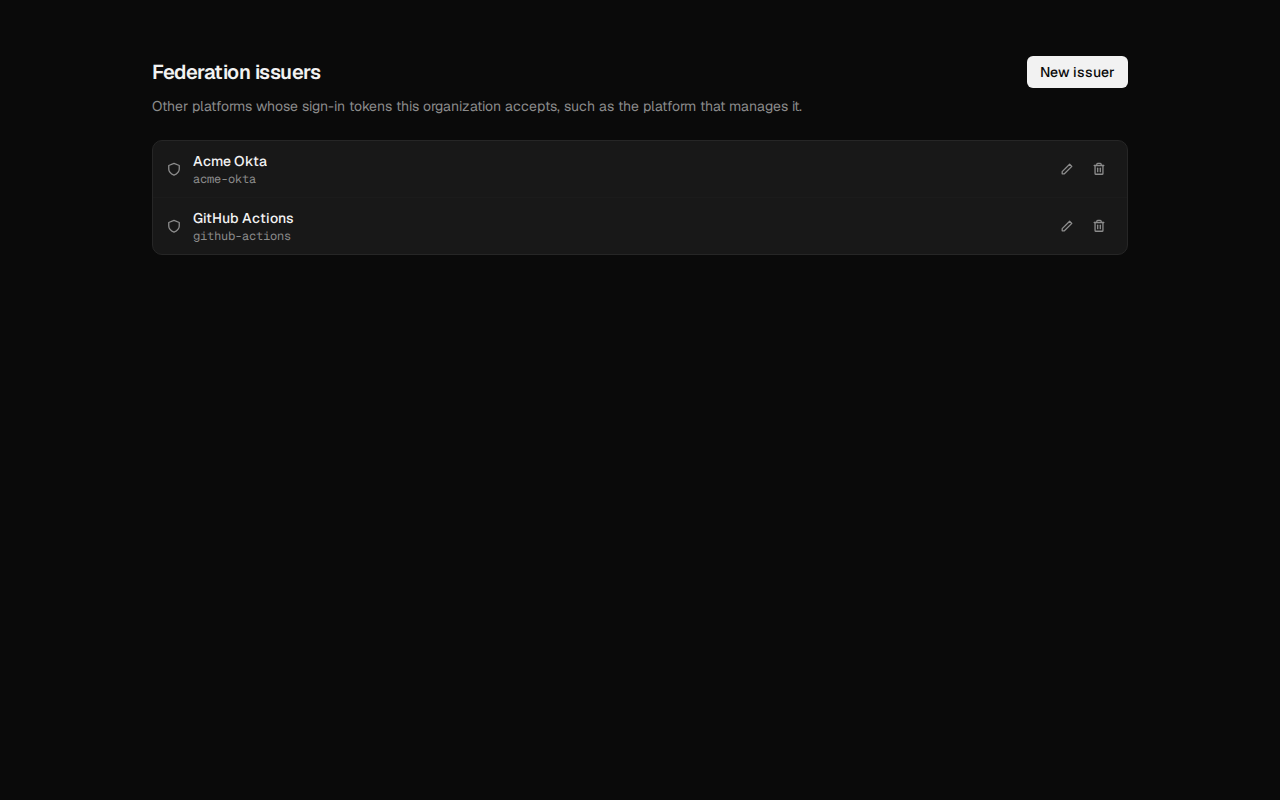 Federation issuers
New issuer
Other platforms whose sign-in tokens this organization accepts, such as the platform that manages it.
Acme Okta
acme-okta
GitHub Actions
github-actions